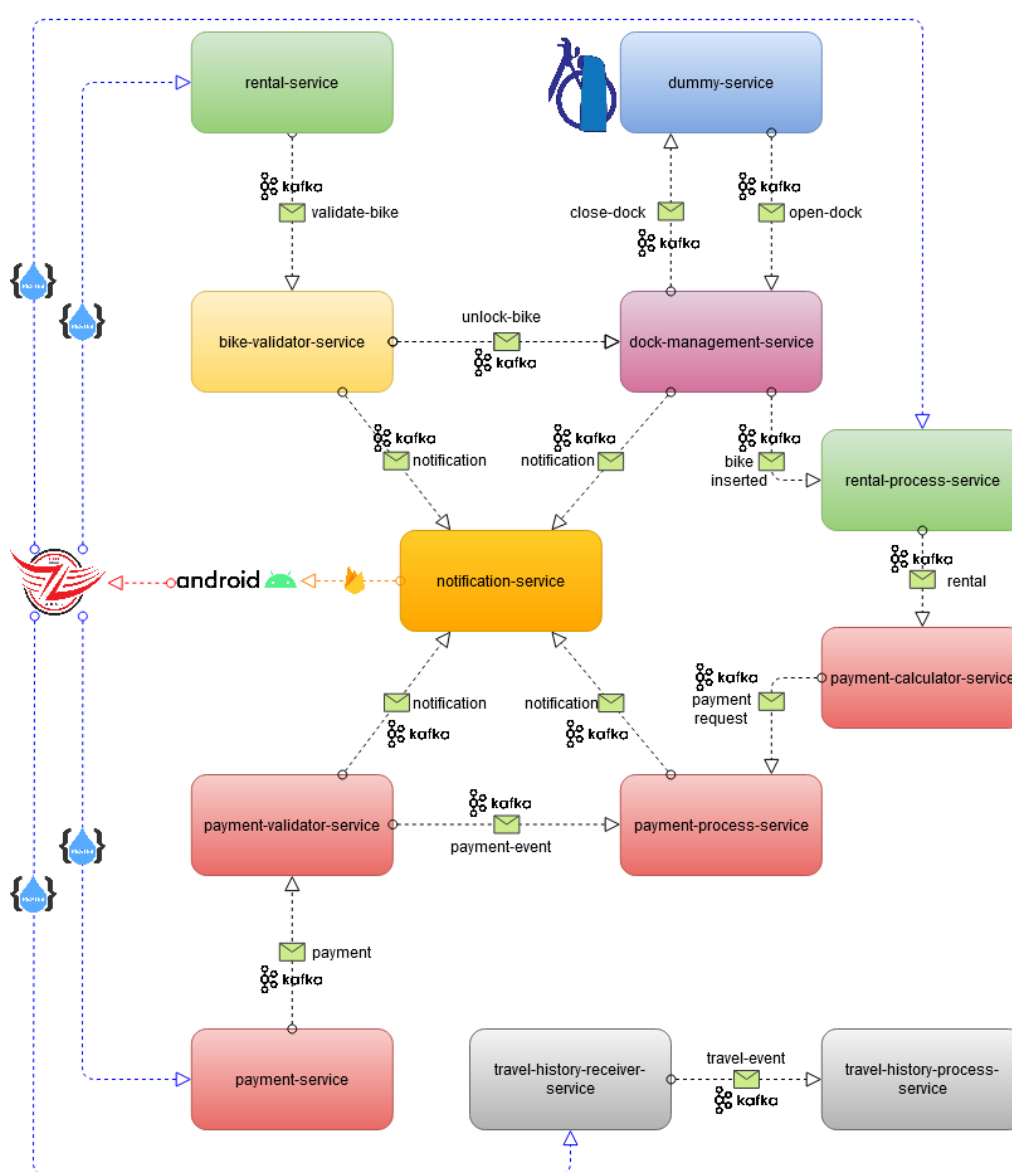 rental-service
dummy-service
kafka
validate-bike
close-dock
kafka
kafka
open-dock
bike-validator-service
unlock-bike
kafka
dock-management-service
kafka
notification
kafka
notification
kafka
bike
inserted
rental-process-service
notification-service
android
kafka
rental
payment-calculator-service
kafka
payment
request
notification
kafka
notification
kafka
payment-validator-service
kafka
payment-event
payment-process-service
payment
kafka
payment-service
travel-history-receiver-
service
travel-event
kafka
travel-history-process-
service